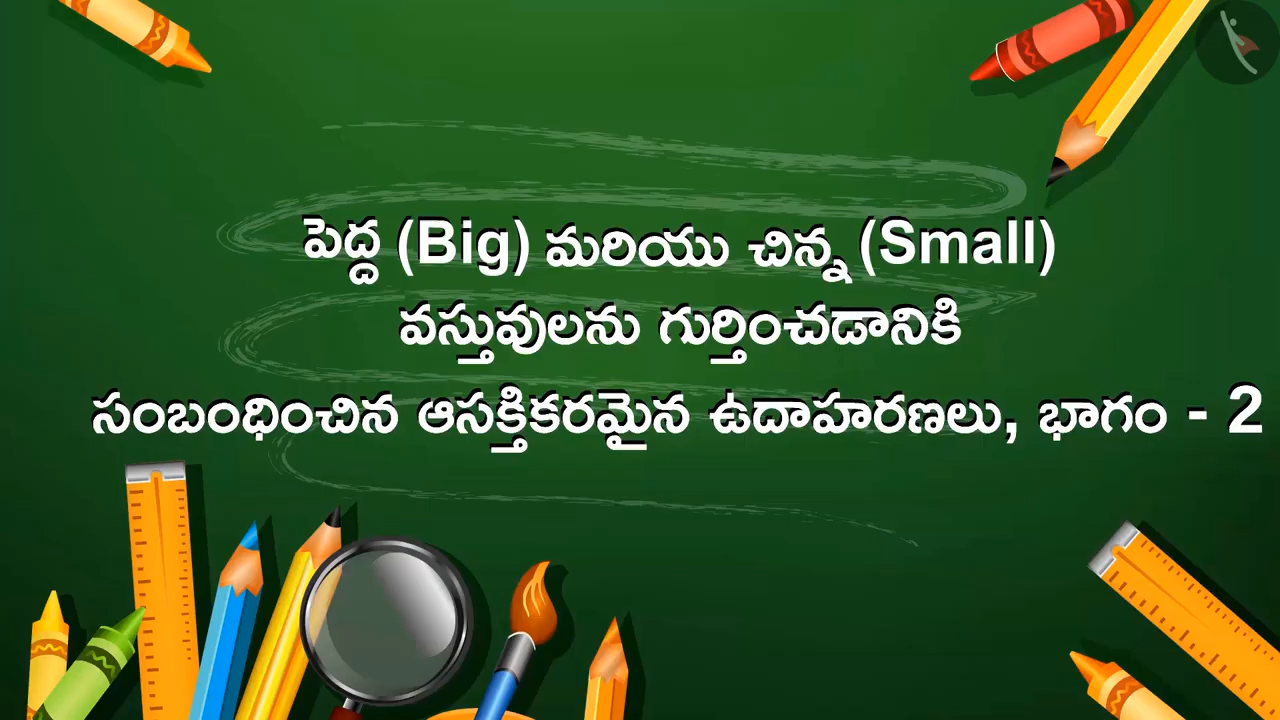 పెద్ద (Big) మరియు చిన్న (Small)
వస్తువులను గుర్తించడానికి
సంబంధించిన ఆసక్తికరమైన ఉదాహరణలు, భాగం - 2